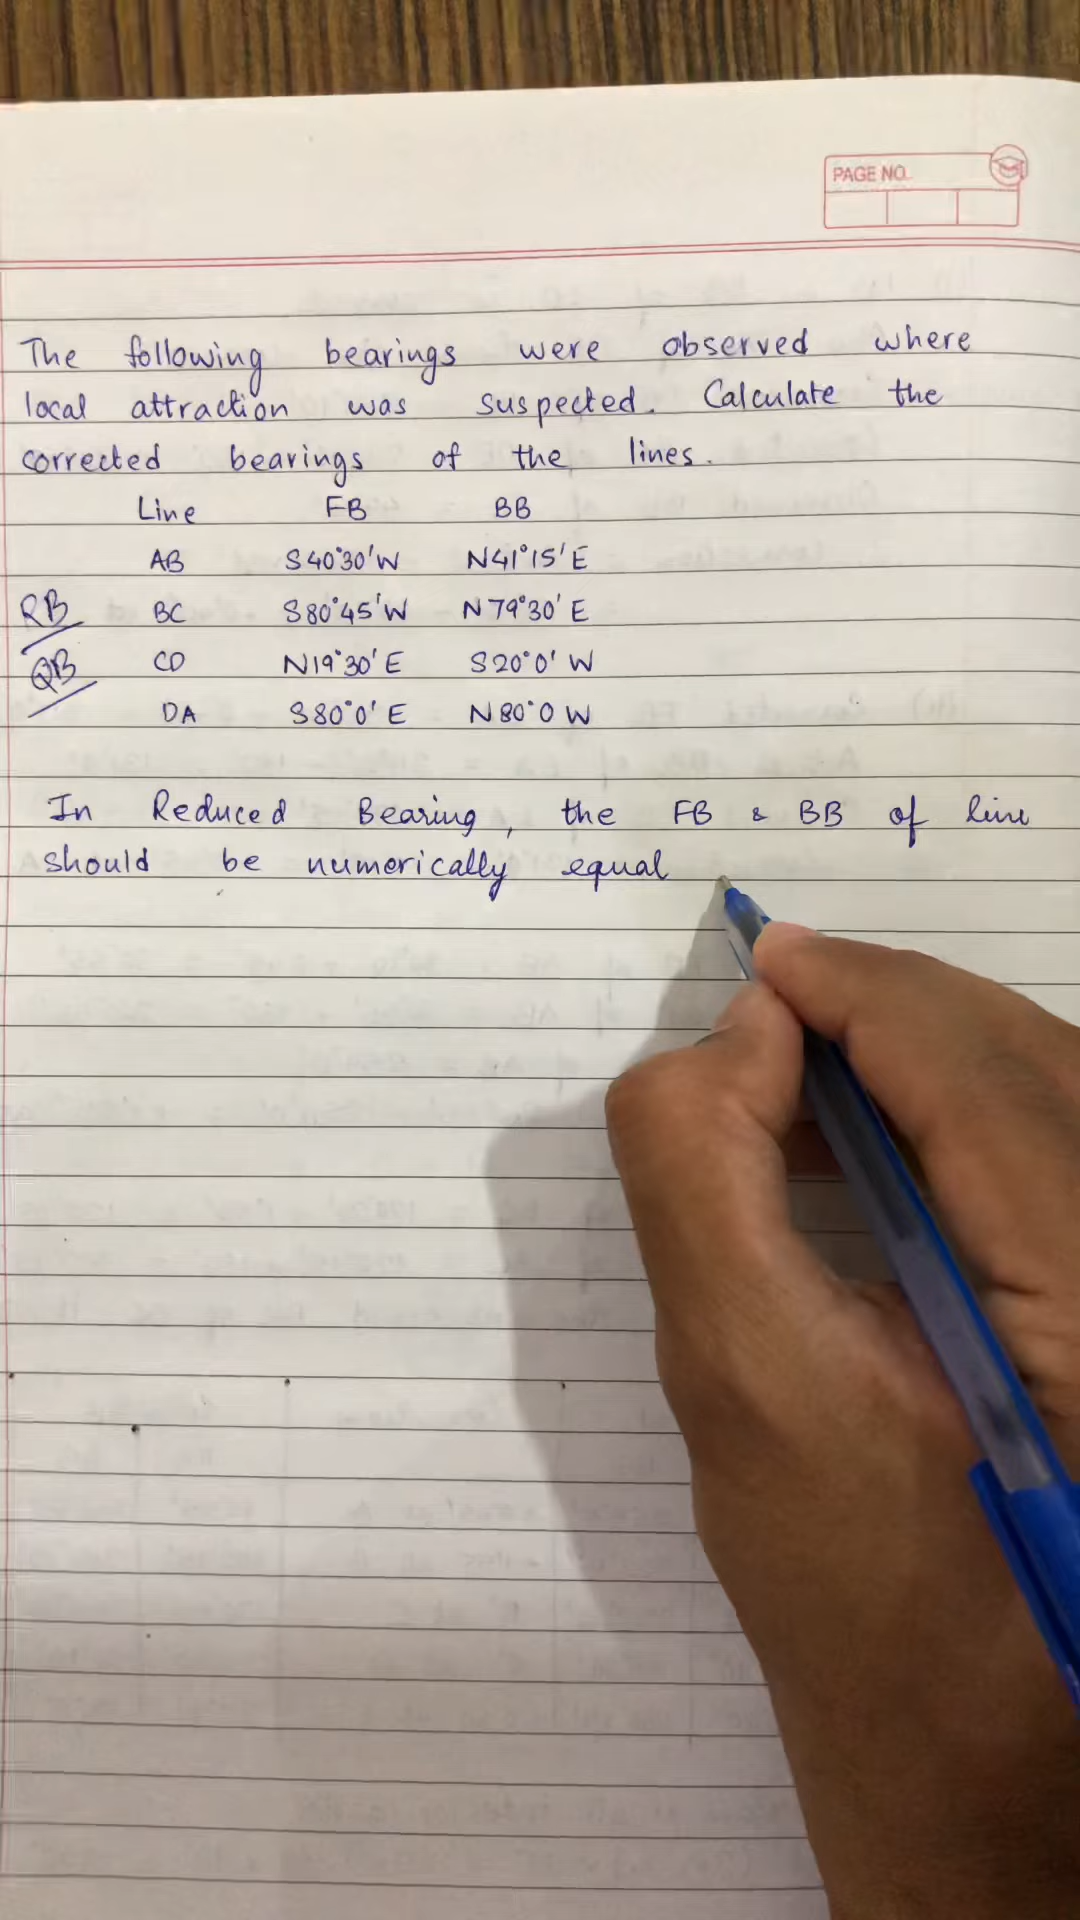 PAGE NO.
The following bearings were observed where
local attraction was suspected. Calculate the
corrected bearings of the lines.
Line FB BB
AB S40°30'W N41°15'E
RB BC S80°45'W N79°30'E
QB CD N19°30'E S20°0'W
DA S80°0'E N80°0W
In Reduced Bearing, the FB & BB of line
should be numerically equal